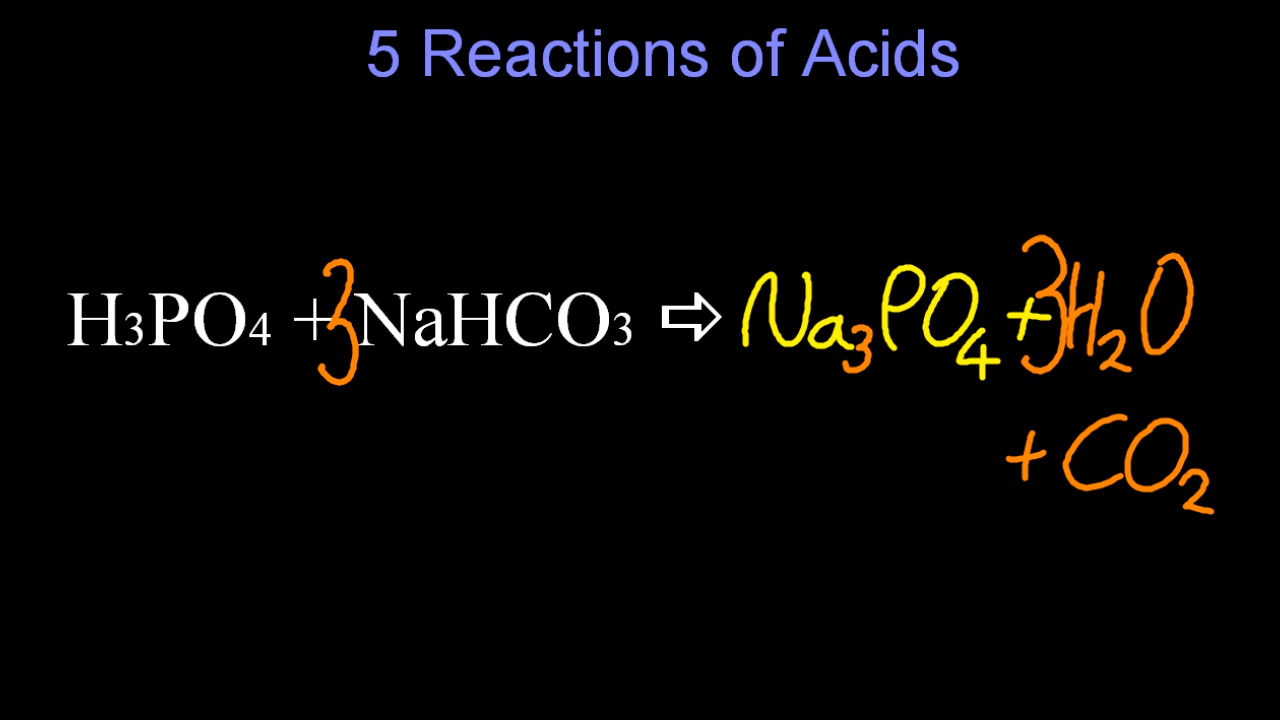 5 Reactions of Acids
H₃PO₄ + 3NaHCO₃ ⇨ Na₃PO₄ + 3H₂O
+ CO₂